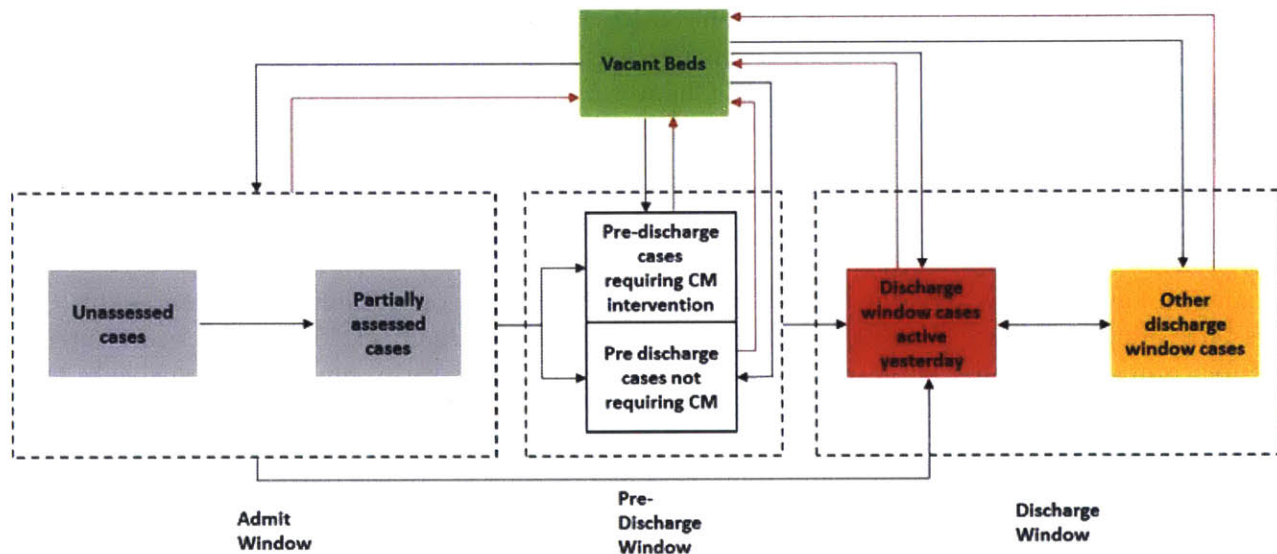 Vacant Beds
Unassessed
cases
Partially
assessed
cases
Pre-discharge
cases
requiring CM
intervention
Pre discharge
cases not
requiring CM
Discharge
window cases
active
yesterday
Other
discharge
window cases
Admit
Window
Pre-
Discharge
Window
Discharge
Window